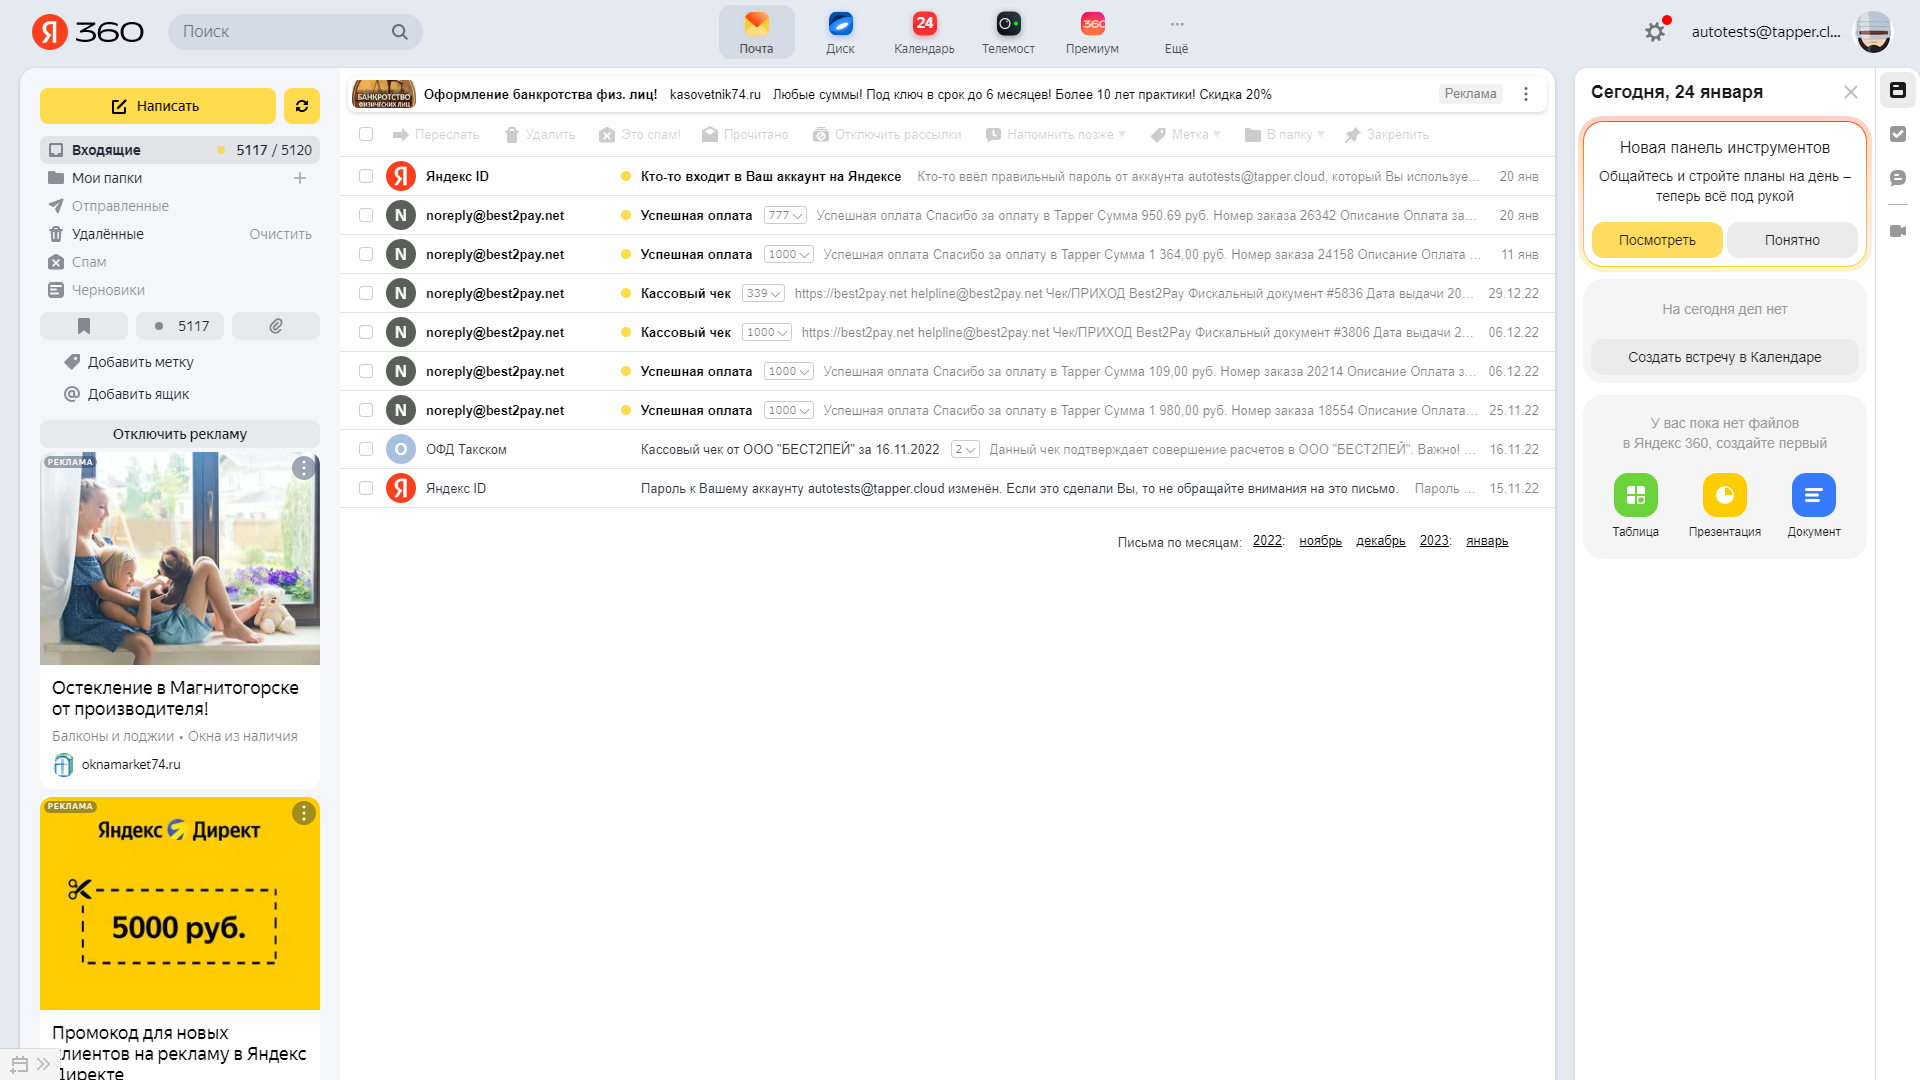 Я 360
Поиск
Почта
Диск
24
Календарь
Телемост
360
Премиум
Ещё
autotests@tapper.cl...
Написать
Входящие 5117 / 5120
Мои папки
Отправленные
Удалённые Очистить
Спам
Черновики
5117
Добавить метку
Добавить ящик
Отключить рекламу
РЕКЛАМА
Остекление в Магнитогорске
от производителя!
Балконы и лоджии • Окна из наличия
oknamarket74.ru
РЕКЛАМА
Яндекс Директ
5000 руб.
Промокод для новых
клиентов на рекламу в Яндекс
Директе
БАНКРОТСТВО
ФИЗИЧЕСКИХ ЛИЦ
Оформление банкротства физ. лиц! kasovetnik74.ru Любые суммы! Под ключ в срок до 6 месяцев! Более 10 лет практики! Скидка 20% Реклама
Переслать Удалить Это спам! Прочитано Отключить рассылки Напомнить позже Метка В папку Закрепить
Я Яндекс ID Кто-то входит в Ваш аккаунт на Яндексе Кто-то ввёл правильный пароль от аккаунта autotests@tapper.cloud, который Вы используе... 20 янв
N noreply@best2pay.net Успешная оплата 777 Успешная оплата Спасибо за оплату в Tapper Сумма 950.69 руб. Номер заказа 26342 Описание Оплата за... 20 янв
N noreply@best2pay.net Успешная оплата 1000 Успешная оплата Спасибо за оплату в Tapper Сумма 1 364,00 руб. Номер заказа 24158 Описание Оплата ... 11 янв
N noreply@best2pay.net Кассовый чек 339 https://best2pay.net helpline@best2pay.net Чек/ПРИХОД Best2Pay Фискальный документ #5836 Дата выдачи 20... 29.12.22
N noreply@best2pay.net Кассовый чек 1000 https://best2pay.net helpline@best2pay.net Чек/ПРИХОД Best2Pay Фискальный документ #3806 Дата выдачи 2... 06.12.22
N noreply@best2pay.net Успешная оплата 1000 Успешная оплата Спасибо за оплату в Tapper Сумма 109,00 руб. Номер заказа 20214 Описание Оплата з... 06.12.22
N noreply@best2pay.net Успешная оплата 1000 Успешная оплата Спасибо за оплату в Tapper Сумма 1 980,00 руб. Номер заказа 18554 Описание Оплата... 25.11.22
О ОФД Такском Кассовый чек от ООО "БЕСТ2ПЕЙ" за 16.11.2022 2 Данный чек подтверждает совершение расчетов в ООО "БЕСТ2ПЕЙ". Важно! ... 16.11.22
Я Яндекс ID Пароль к Вашему аккаунту autotests@tapper.cloud изменён. Если это сделали Вы, то не обращайте внимания на это письмо. Пароль ... 15.11.22
Письма по месяцам: 2022: ноябрь декабрь 2023: январь
Сегодня, 24 января
Новая панель инструментов
Общайтесь и стройте планы на день –
теперь всё под рукой
Посмотреть Понятно
На сегодня дел нет
Создать встречу в Календаре
У вас пока нет файлов
в Яндекс 360, создайте первый
Таблица Презентация Документ